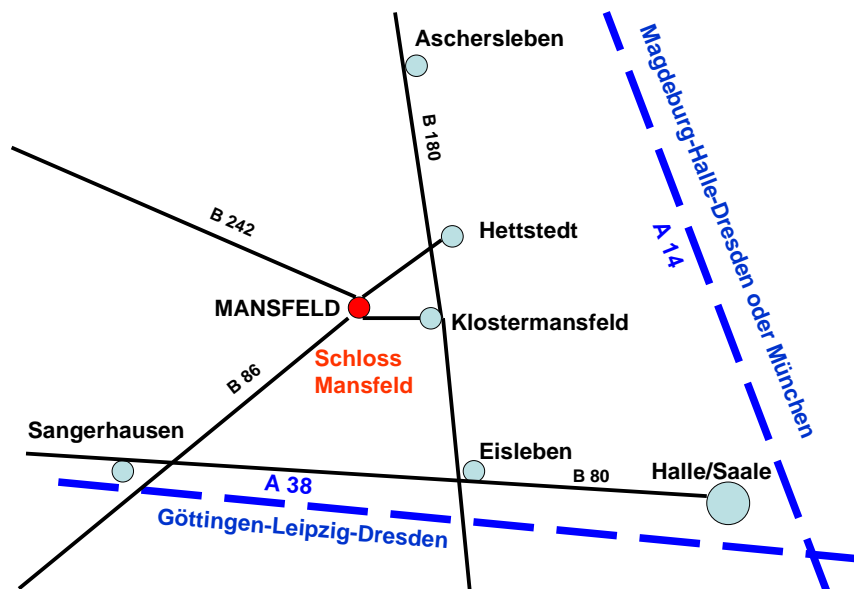 Aschersleben
Magdeburg-Halle-Dresden oder München
B 180
B 242
Hettstedt
A 14
MANSFELD
Klostermansfeld
Schloss
Mansfeld
B 86
Sangerhausen
Eisleben
Halle/Saale
B 80
A 38
Göttingen-Leipzig-Dresden